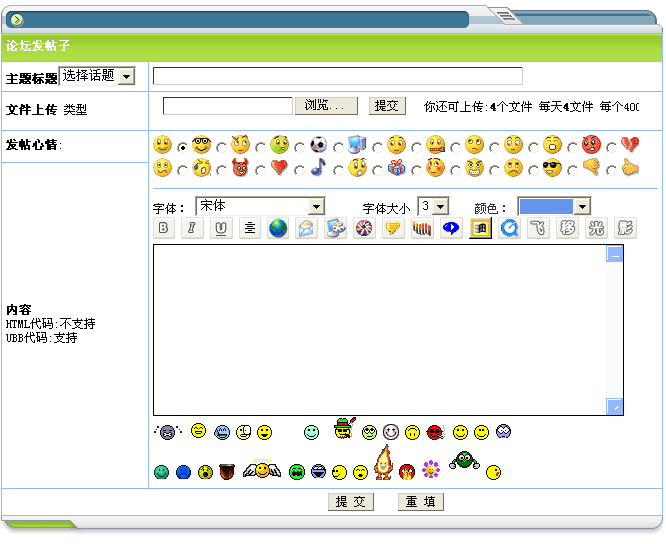 论坛发帖子
主题标题 选择话题
文件上传 类型 浏览... 提交 你还可上传:4个文件 每天4文件 每个400
发帖心情:
字体： 宋体 字体大小 3 颜色：
B I U 飞 移 光 影
内容
HTML代码:不支持
UBB代码:支持
提 交 重 填